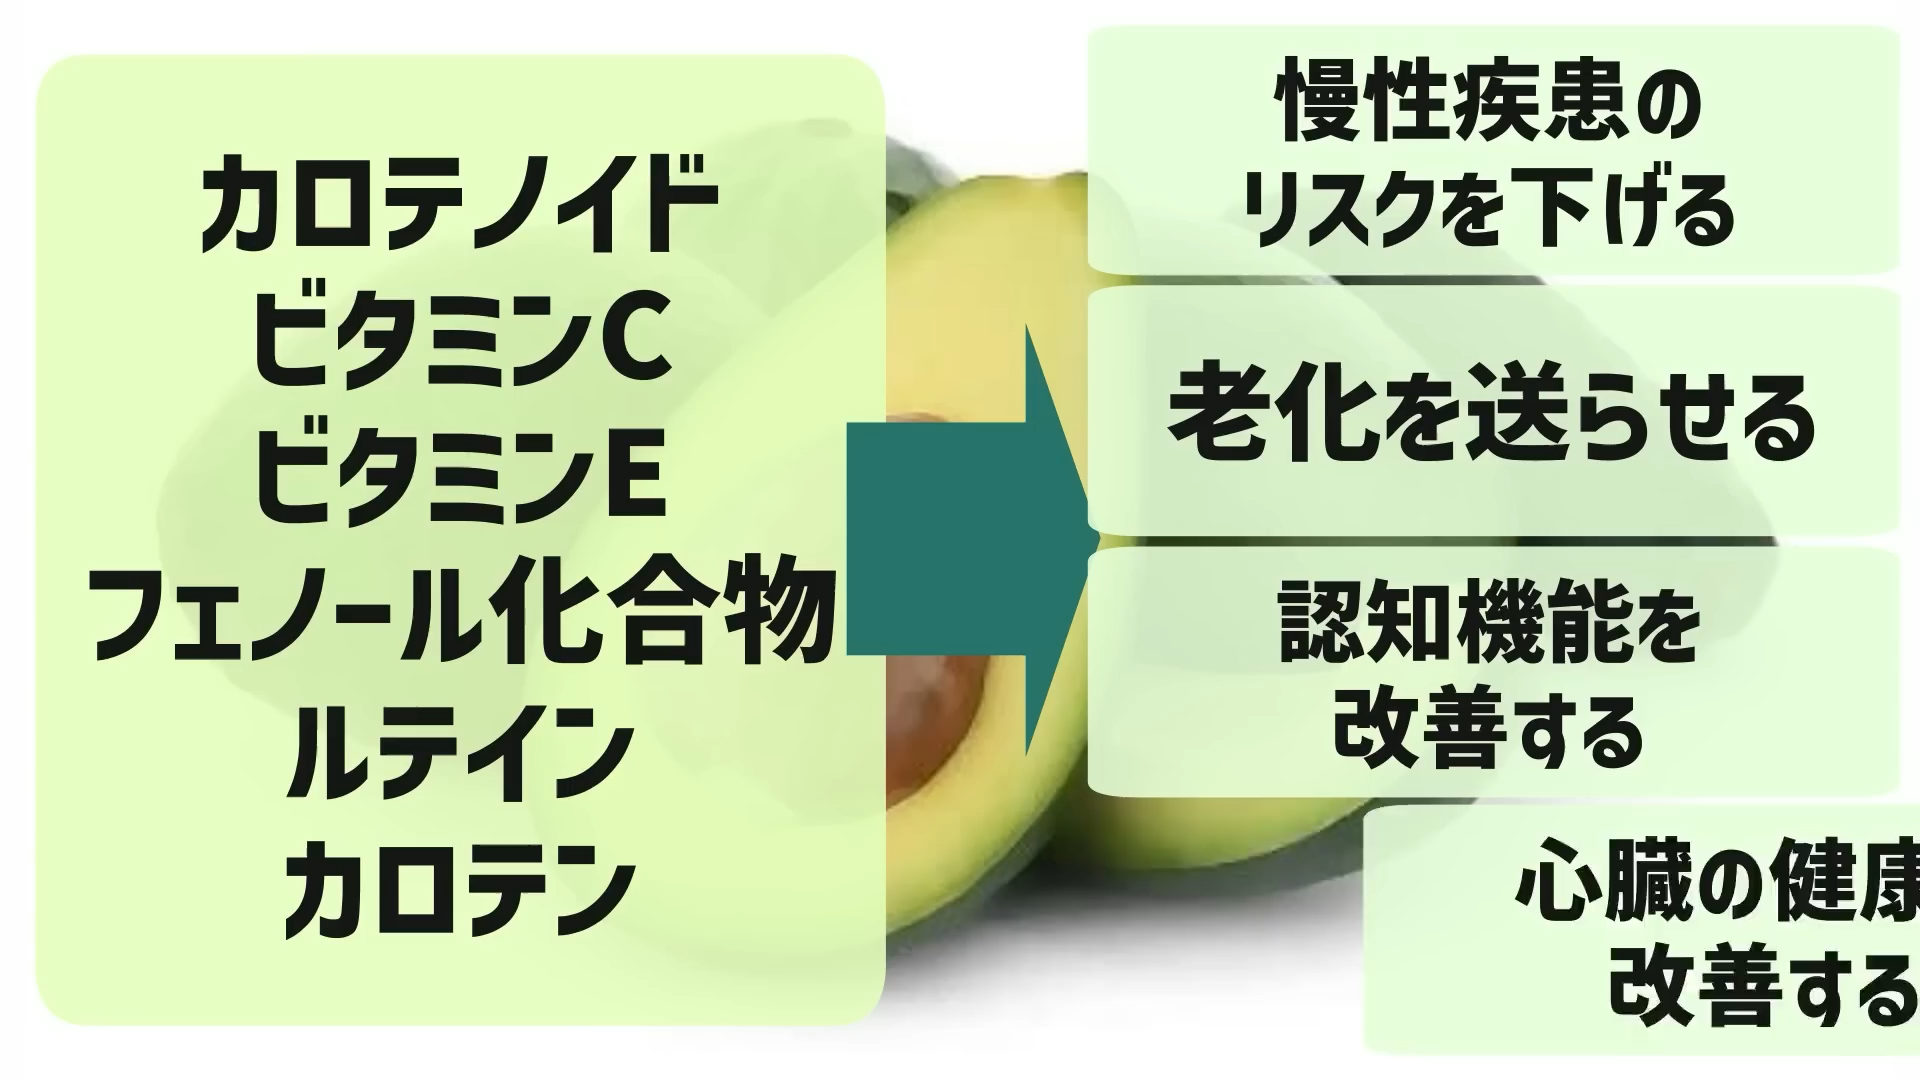 カロテノイド
ビタミンC
ビタミンE
フェノール化合物
ルテイン
カロテン
慢性疾患の
リスクを下げる
老化を送らせる
認知機能を
改善する
心臓の健康
改善する